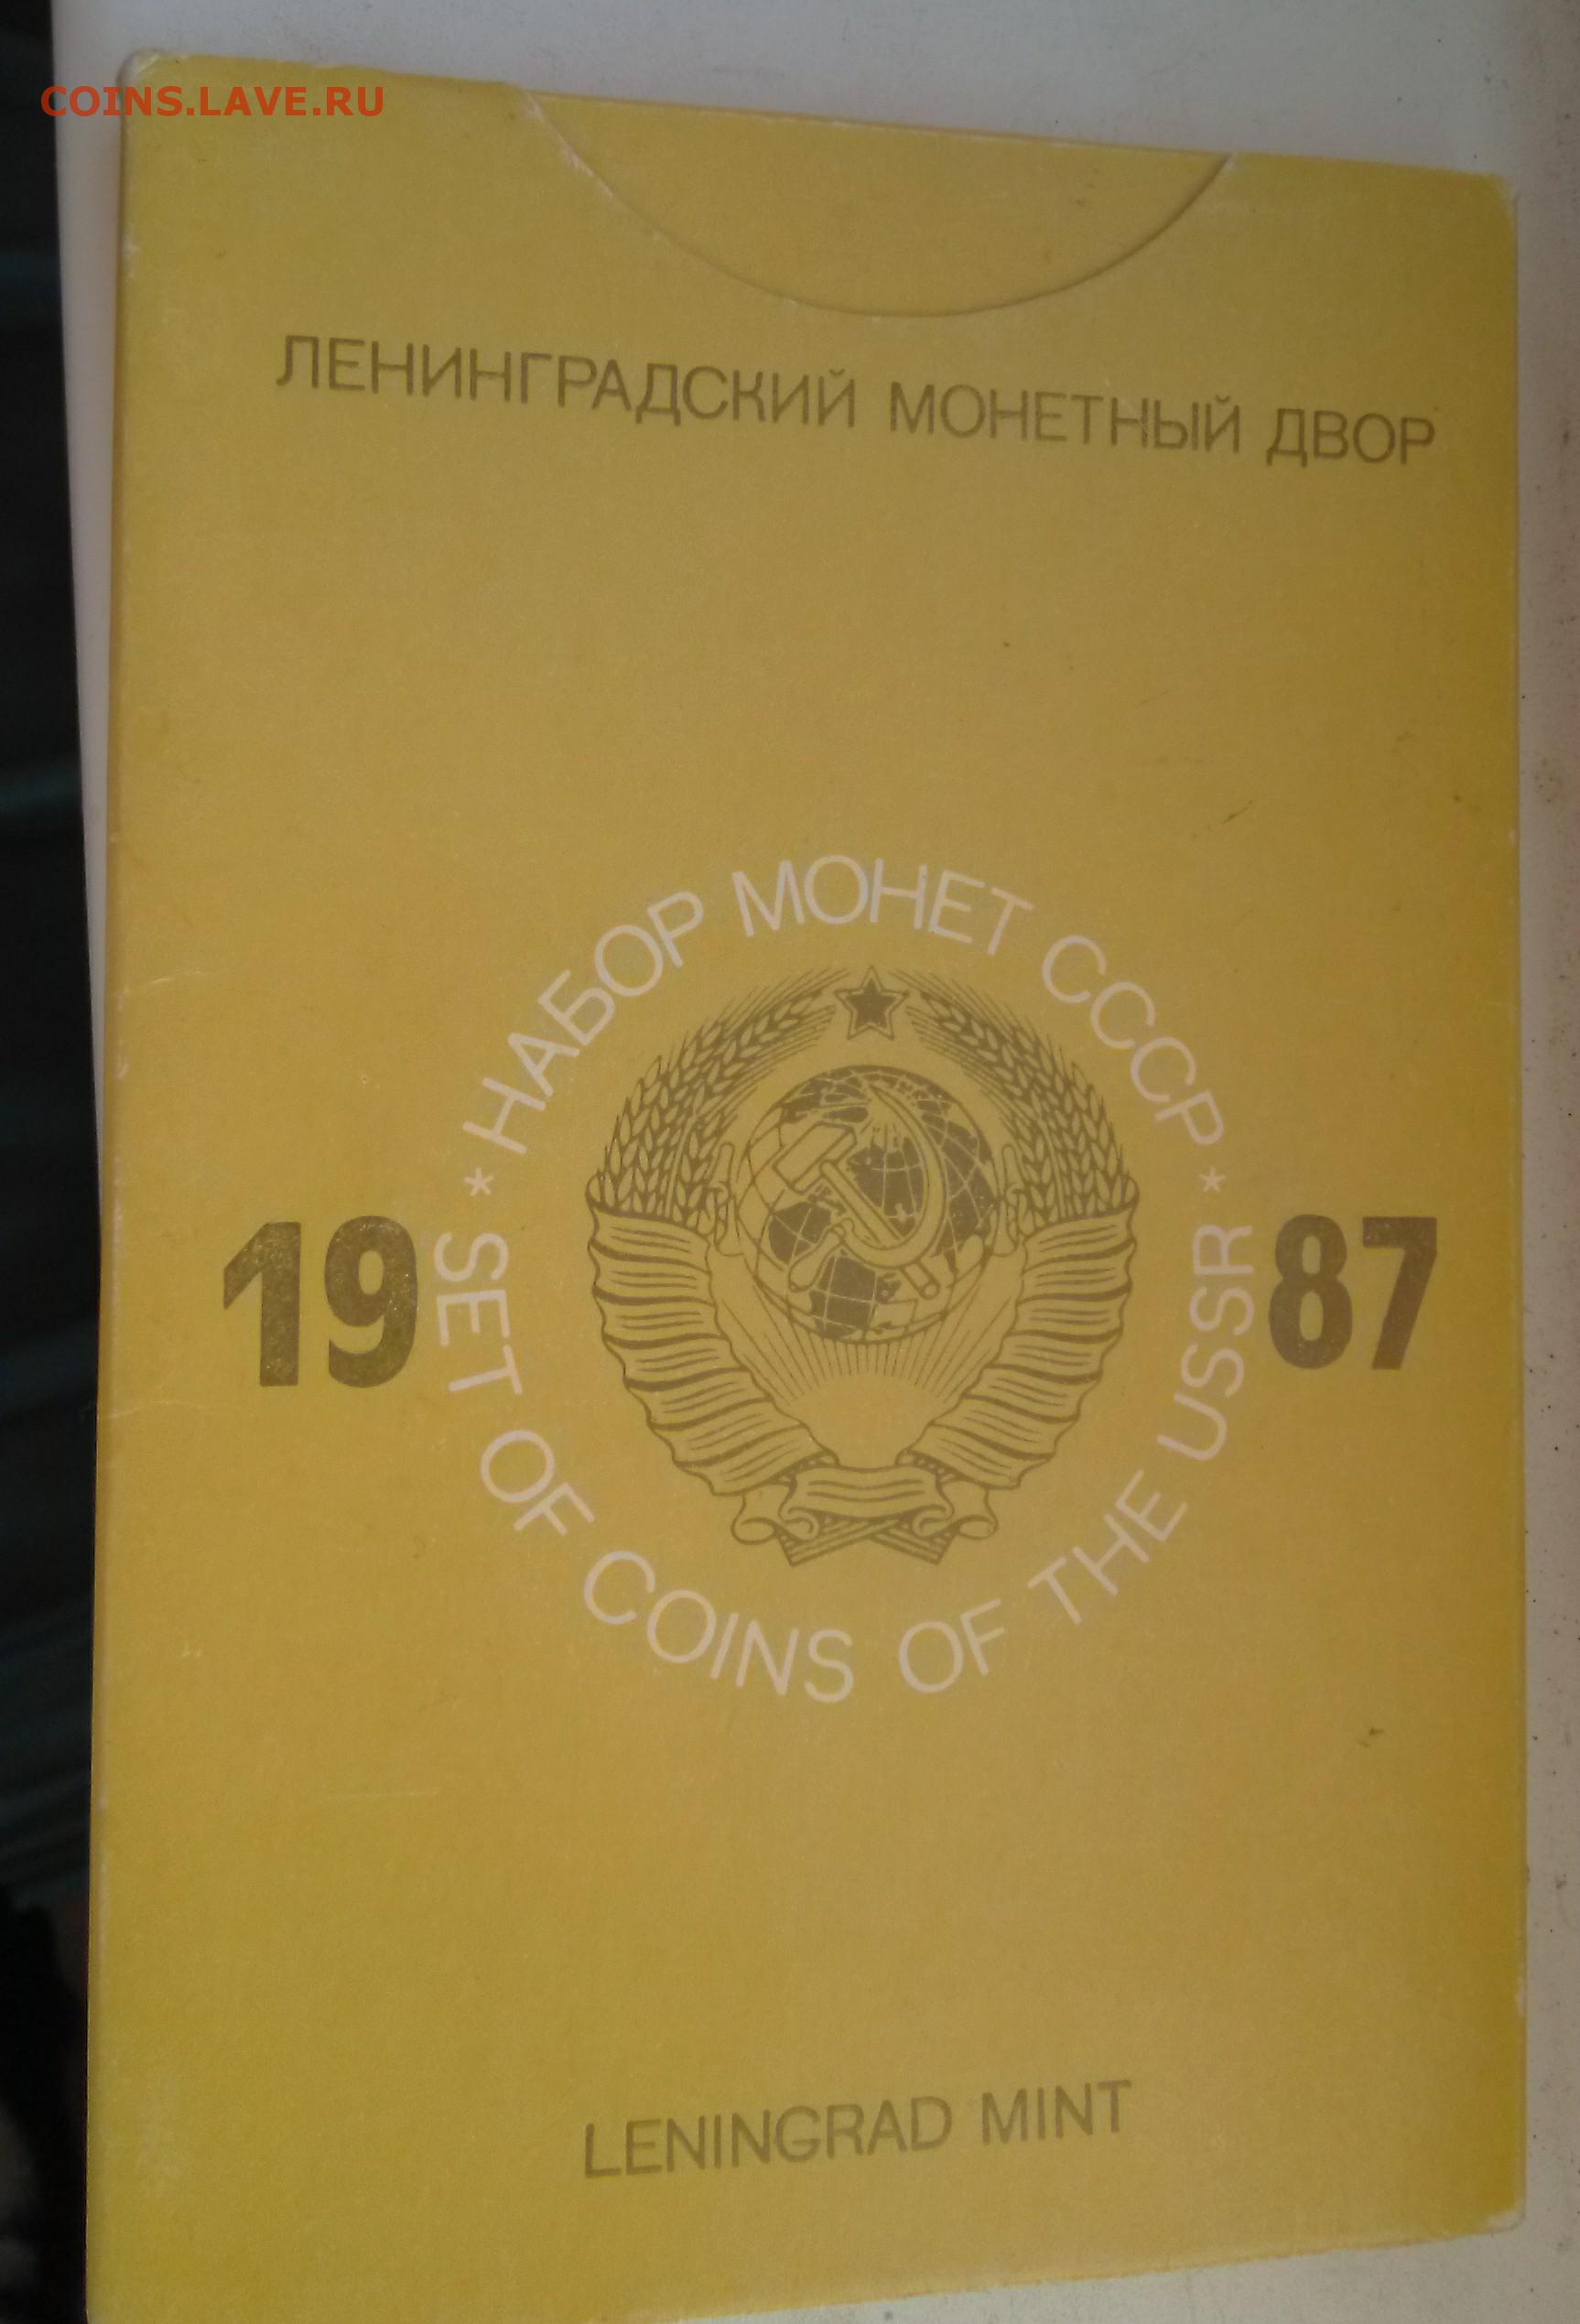 COINS.LAVE.RU
ЛЕНИНГРАДСКИЙ МОНЕТНЫЙ ДВОР
* НАБОР МОНЕТ СССР *
19
87
SET OF COINS OF THE USSR
LENINGRAD MINT